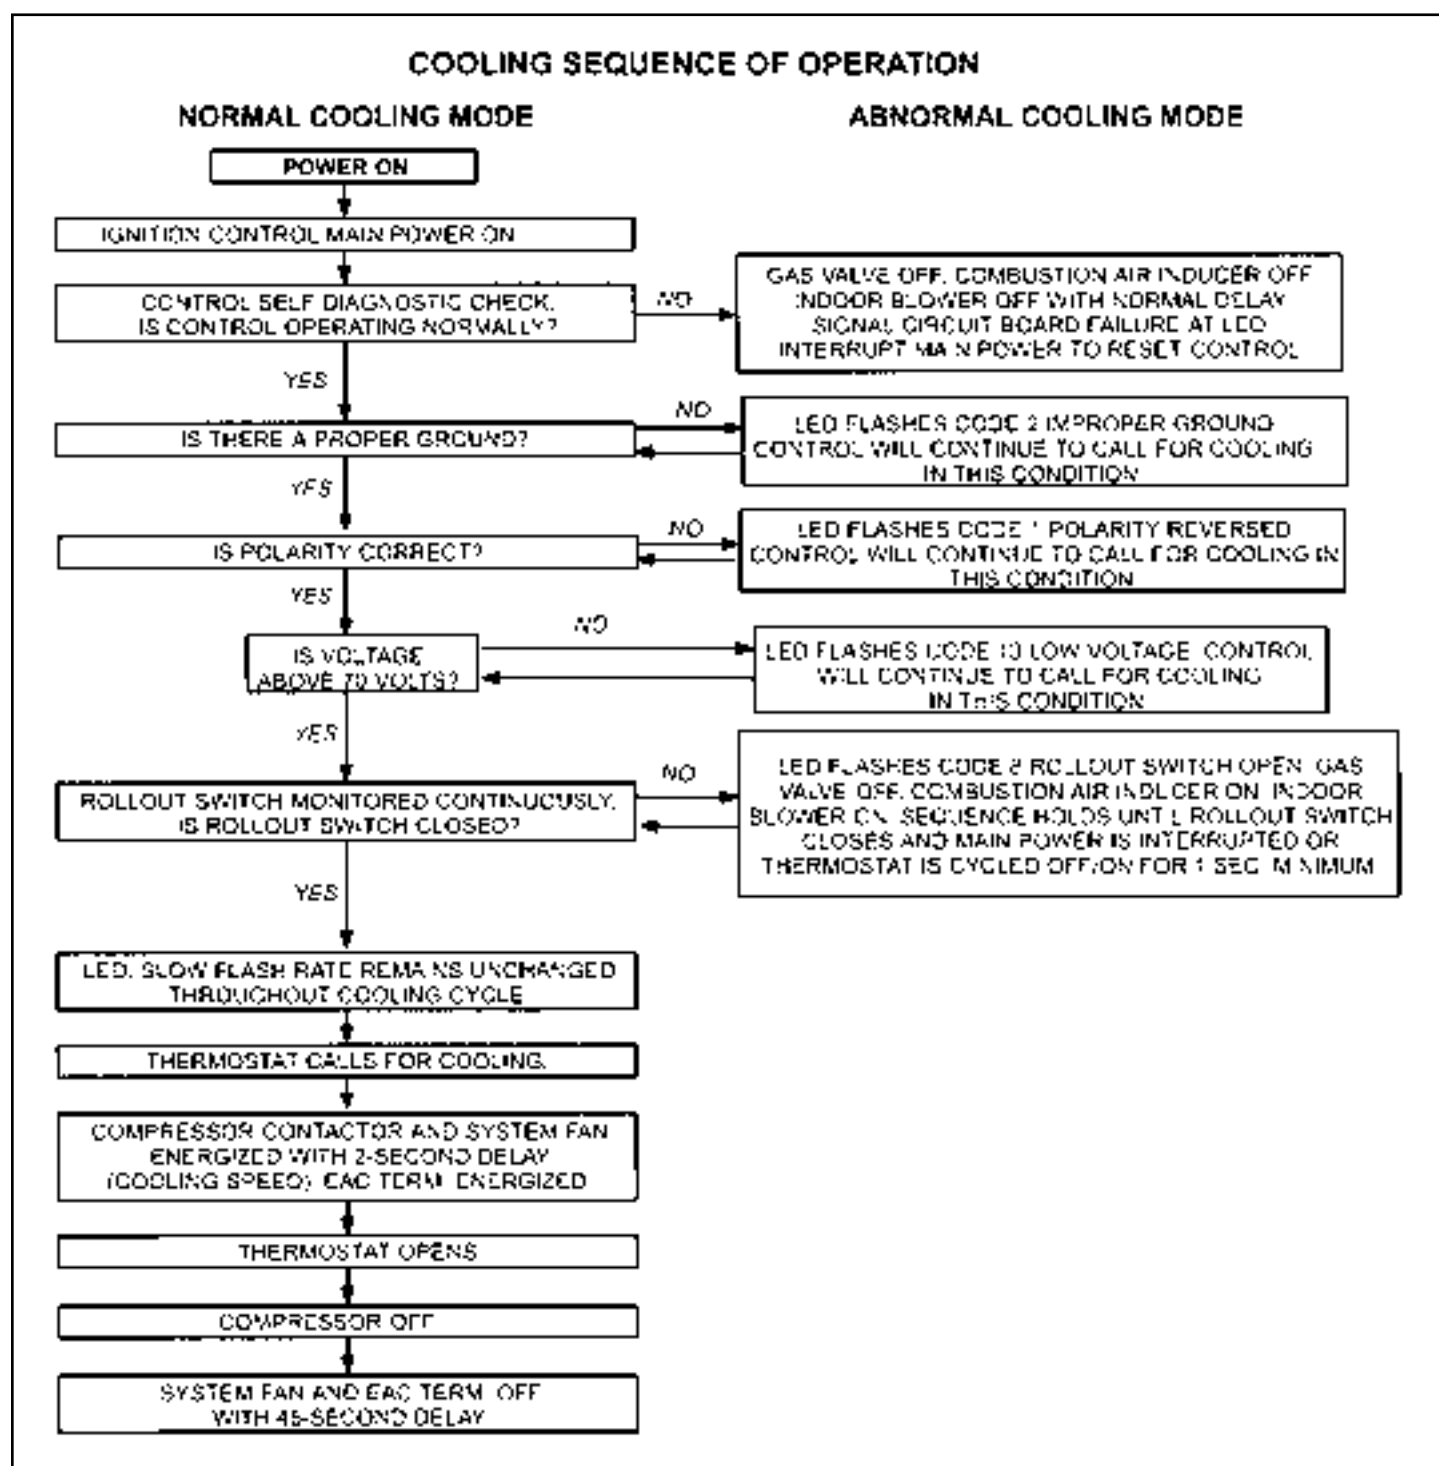 COOLING SEQUENCE OF OPERATION
NORMAL COOLING MODE
ABNORMAL COOLING MODE
POWER ON
IGNITION CONTROL MAIN POWER ON
CONTROL SELF DIAGNOSTIC CHECK.
IS CONTROL OPERATING NORMALLY?
NO
GAS VALVE OFF. COMBUSTION AIR INDUCER OFF
INDOOR BLOWER OFF WITH NORMAL DELAY
SIGNAL CIRCUIT BOARD FAILURE AT LED
INTERRUPT MAIN POWER TO RESET CONTROL
YES
IS THERE A PROPER GROUND?
NO
LED FLASHES CODE 2 IMPROPER GROUND
CONTROL WILL CONTINUE TO CALL FOR COOLING
IN THIS CONDITION
YES
IS POLARITY CORRECT?
NO
LED FLASHES CODE 1 POLARITY REVERSED
CONTROL WILL CONTINUE TO CALL FOR COOLING IN
THIS CONDITION
YES
IS VOLTAGE
ABOVE 70 VOLTS?
NO
LED FLASHES CODE LOW VOLTAGE. CONTROL
WILL CONTINUE TO CALL FOR COOLING
IN THIS CONDITION
YES
ROLLOUT SWITCH MONITORED CONTINUOUSLY.
IS ROLLOUT SWITCH CLOSED?
NO
LED FLASHES CODE ROLLOUT SWITCH OPEN. GAS
VALVE OFF. COMBUSTION AIR INDUCER ON. INDOOR
BLOWER ON. SEQUENCE HOLDS UNTIL ROLLOUT SWITCH
CLOSES AND MAIN POWER IS INTERRUPTED OR
THERMOSTAT IS CYCLED OFF/ON FOR 1 SEC. MINIMUM
YES
LED: SLOW FLASH RATE REMAINS UNCHANGED
THROUGHOUT COOLING CYCLE
THERMOSTAT CALLS FOR COOLING.
COMPRESSOR CONTACTOR AND SYSTEM FAN
ENERGIZED WITH 2-SECOND DELAY
(COOLING SPEED). EAC TERM. ENERGIZED
THERMOSTAT OPENS
COMPRESSOR OFF
SYSTEM FAN AND EAC TERM. OFF
WITH 45-SECOND DELAY